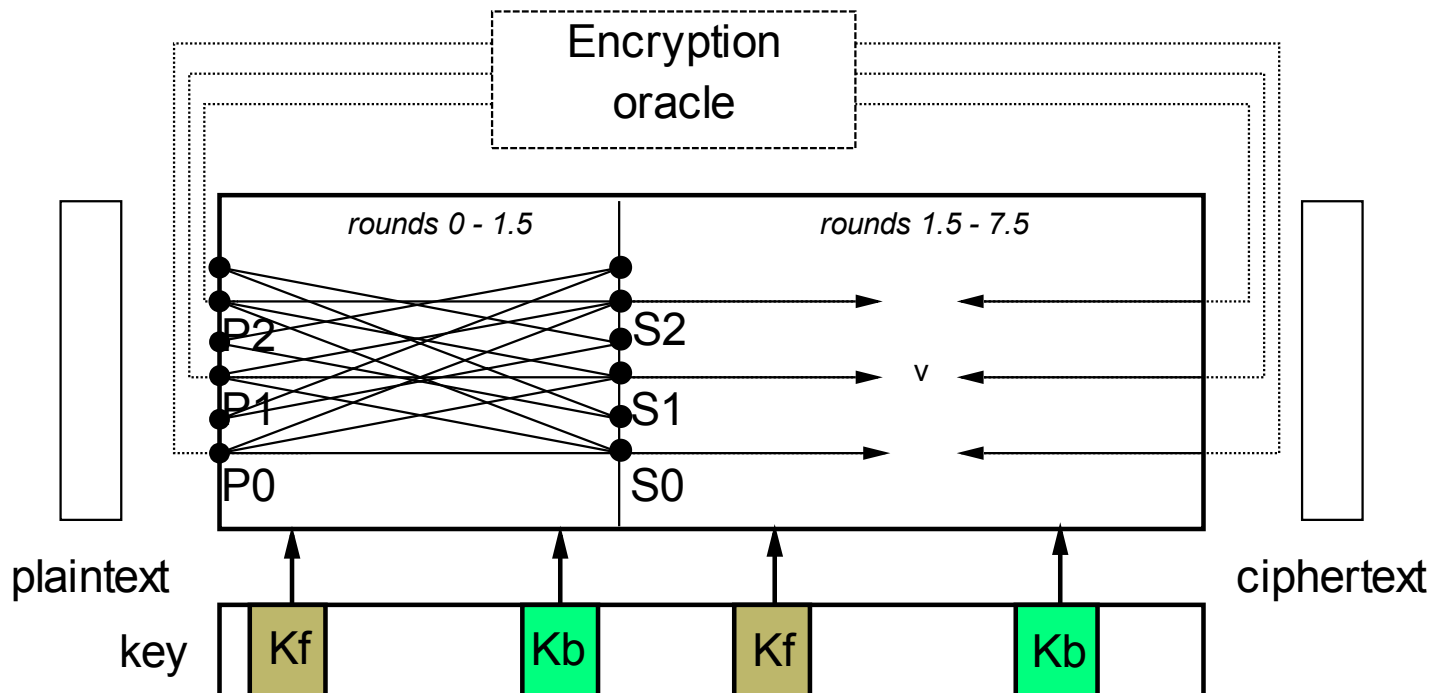 Encryption
oracle
rounds 0 - 1.5
rounds 1.5 - 7.5
P2
S2
v
P1
S1
P0
S0
plaintext
ciphertext
key
Kf
Kb
Kf
Kb